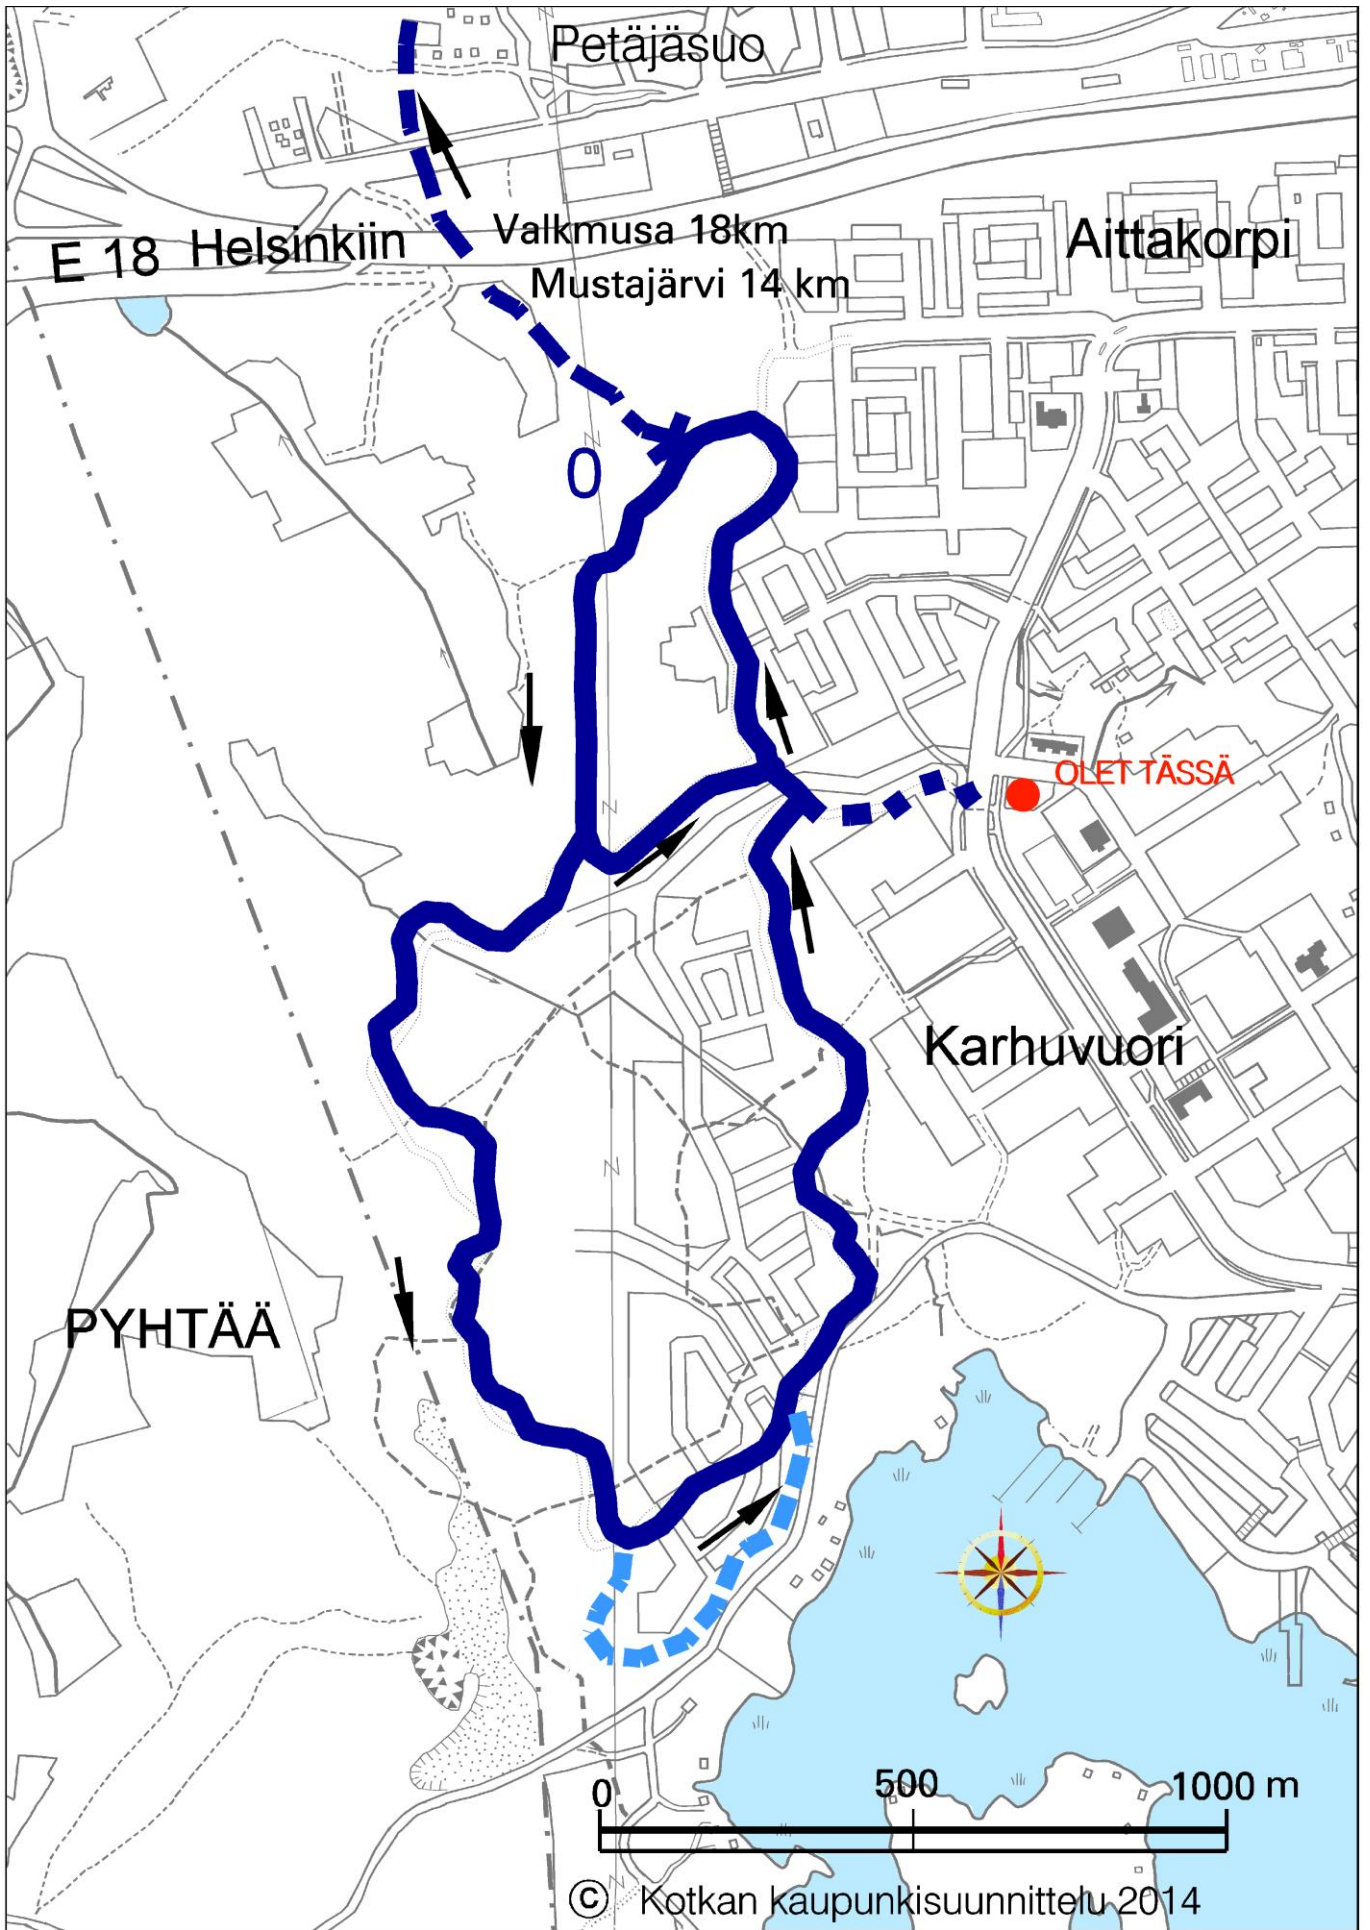 Petäjäsuo
Valkmusa 18km
Aittakorpi
E 18 Helsinkiin
Mustajärvi 14 km
0
OLET TÄSSÄ
Karhuvuori
PYHTÄÄ
0 500 1000 m
© Kotkan kaupunkisuunnittelu 2014